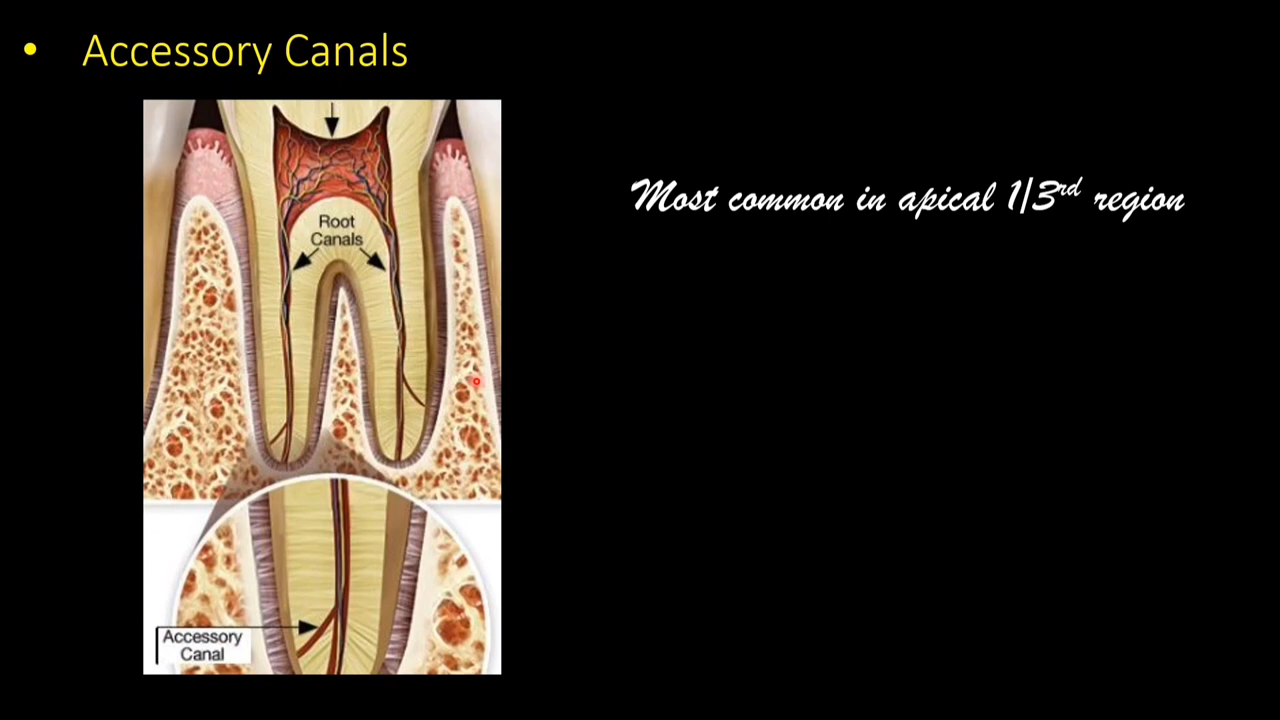 • Accessory Canals
Most common in apical 1/3rd region
Root
Canals
Accessory
Canal